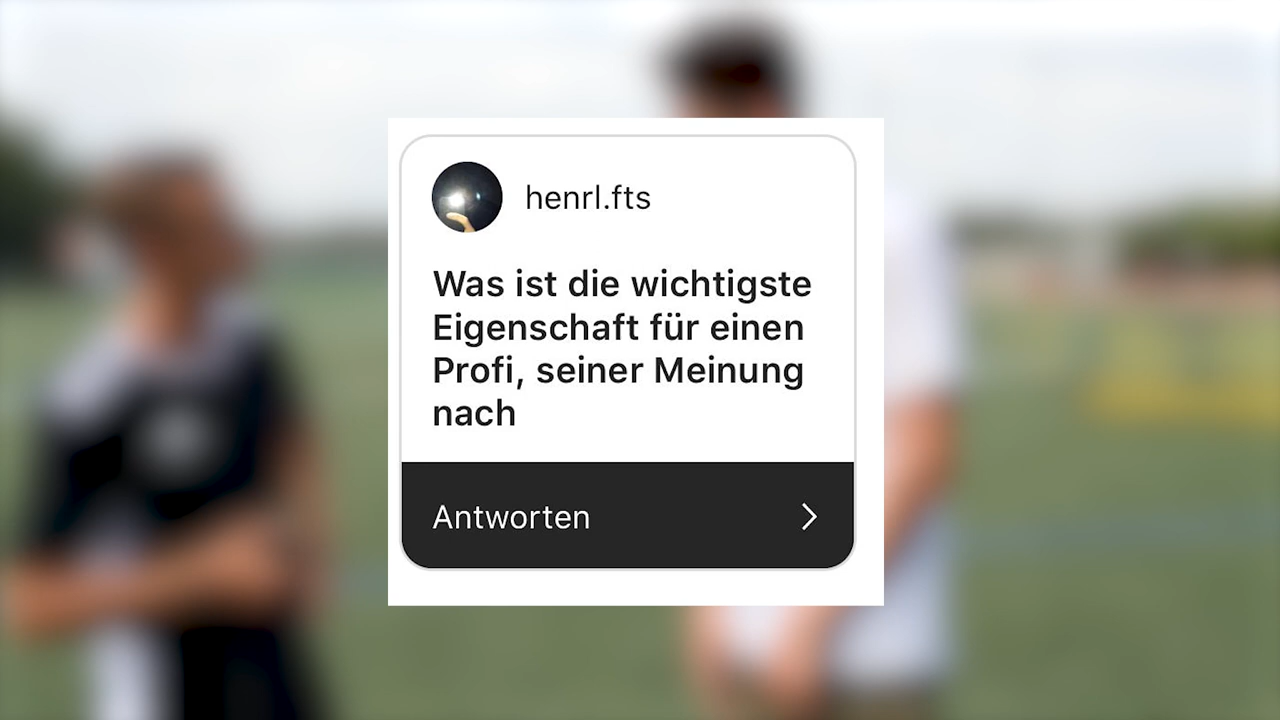 henrl.fts
Was ist die wichtigste
Eigenschaft für einen
Profi, seiner Meinung
nach
Antworten